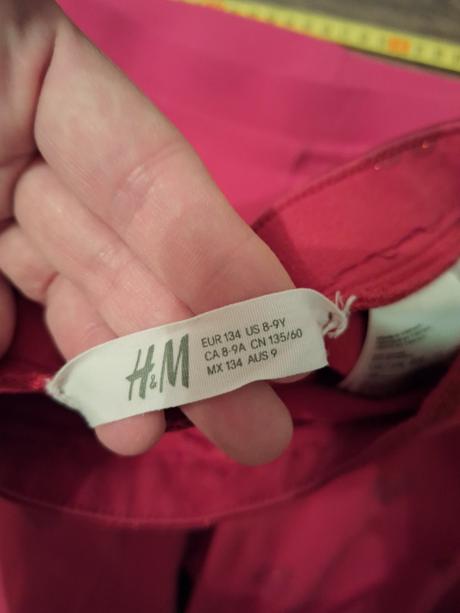 H&M
EUR 134 US 8-9Y
CA 8-9A CN 135/60
MX 134 AUS 9